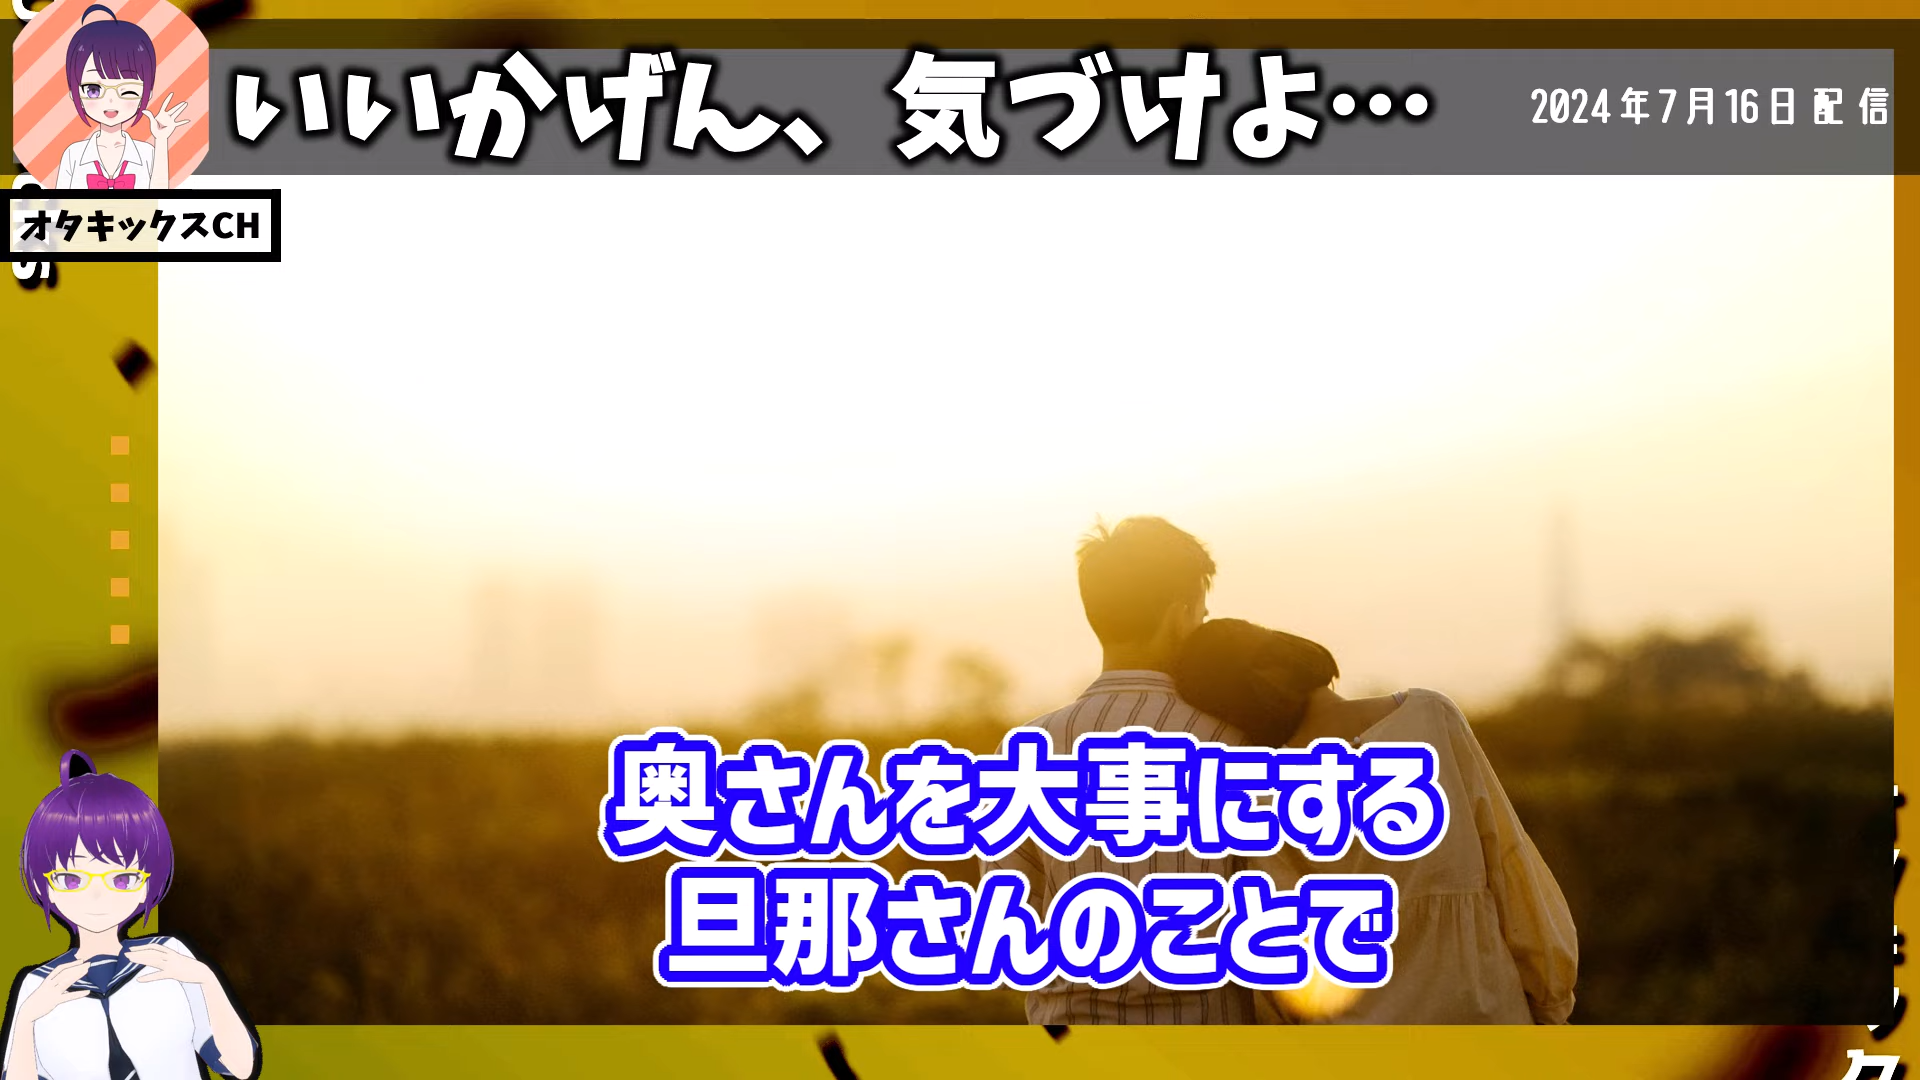 いいかげん、気づけよ…
2024年7月16日配信
オタキックスCH
奥さんを大事にする
旦那さんのことで